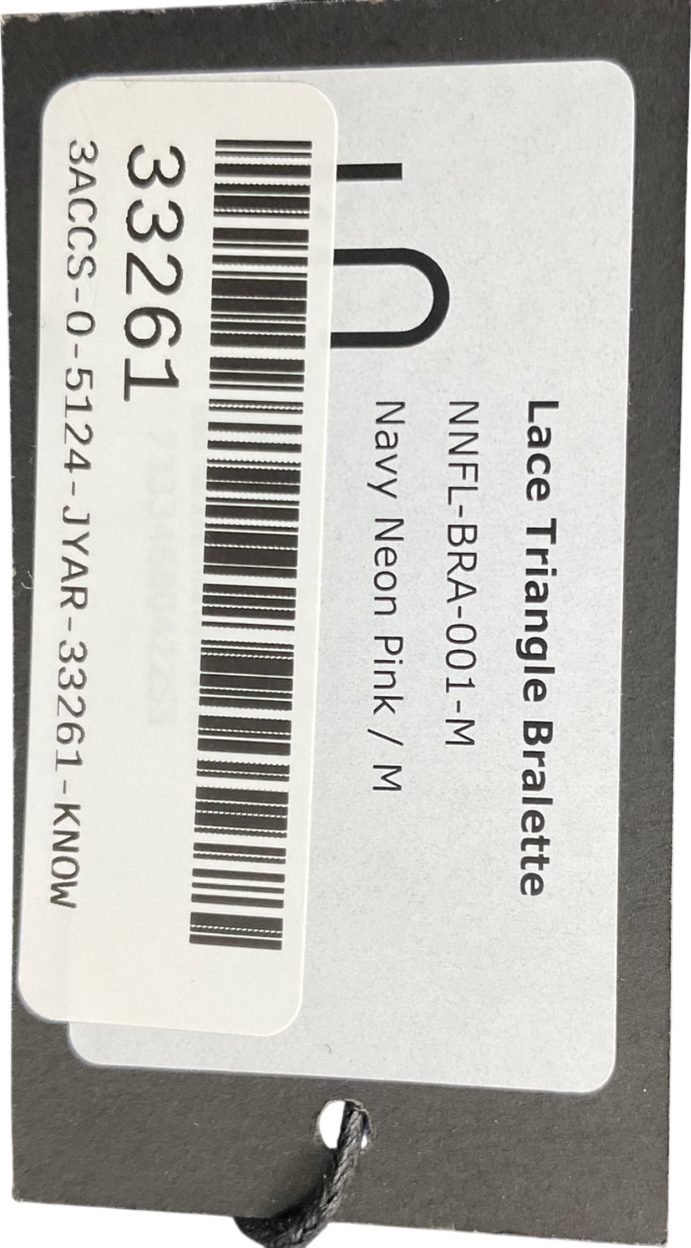 Lace Triangle Bralette
NNFL-BRA-001-M
Navy Neon Pink / M
33261
3ACCS-0-5124-JYAR-33261-KNOW